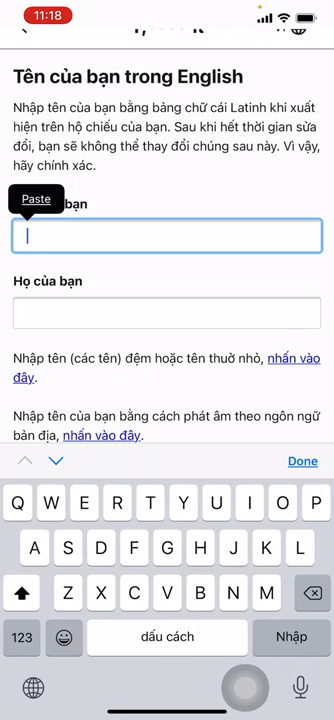 11:18
Tên của bạn trong English
Nhập tên của bạn bằng bảng chữ cái Latinh khi xuất
hiện trên hộ chiếu của bạn. Sau khi hết thời gian sửa
đổi, bạn sẽ không thể thay đổi chúng sau này. Vì vậy,
hãy chính xác.
Paste
bạn
Họ của bạn
Nhập tên (các tên) đệm hoặc tên thuở nhỏ, nhấn vào
đây.
Nhập tên của bạn bằng cách phát âm theo ngôn ngữ
bản địa, nhấn vào đây.
Done
Q W E R T Y U I O P
A S D F G H J K L
Z X C V B N M
123 dấu cách Nhập